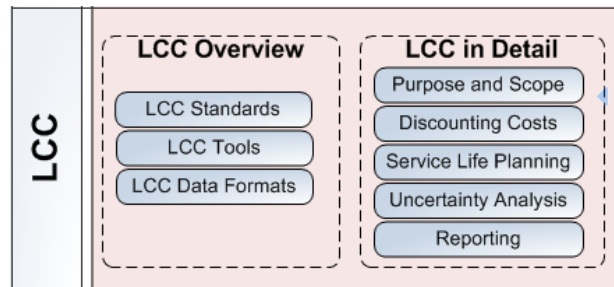 LCC
LCC Overview
LCC Standards
LCC Tools
LCC Data Formats
LCC in Detail
Purpose and Scope
Discounting Costs
Service Life Planning
Uncertainty Analysis
Reporting